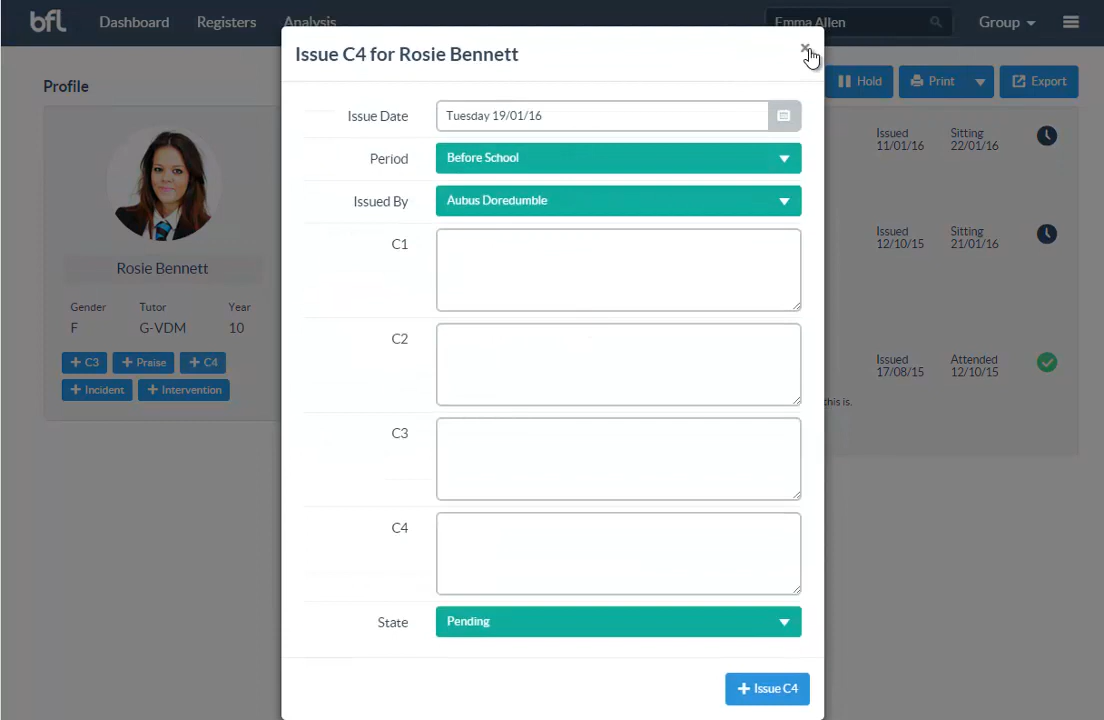 bfl
Dashboard
Registers
Analysis
Emma Allen
Group
Issue C4 for Rosie Bennett
Profile
Hold
Print
Export
Rosie Bennett
Gender
Tutor
Year
F
G-VDM
10
C3
Praise
C4
Incident
Intervention
Issue Date
Tuesday 19/01/16
Period
Before School
Issued By
Aubus Doredumble
C1
C2
C3
C4
State
Pending
Issue C4
Issued
11/01/16
Sitting
22/01/16
Issued
12/10/15
Sitting
21/01/16
Issued
17/08/15
Attended
12/10/15
this is.